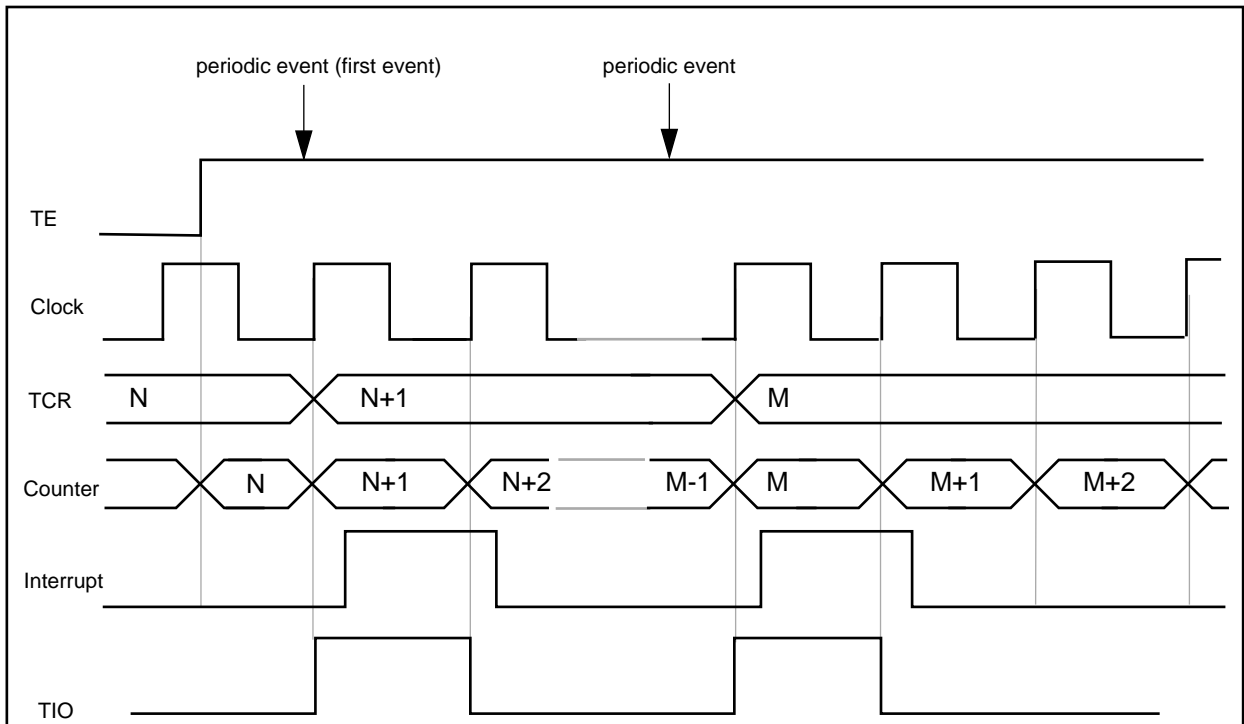 periodic event (first event) periodic event
TE
Clock
TCR N N+1 M
Counter N N+1 N+2 M-1 M M+1 M+2
Interrupt
TIO